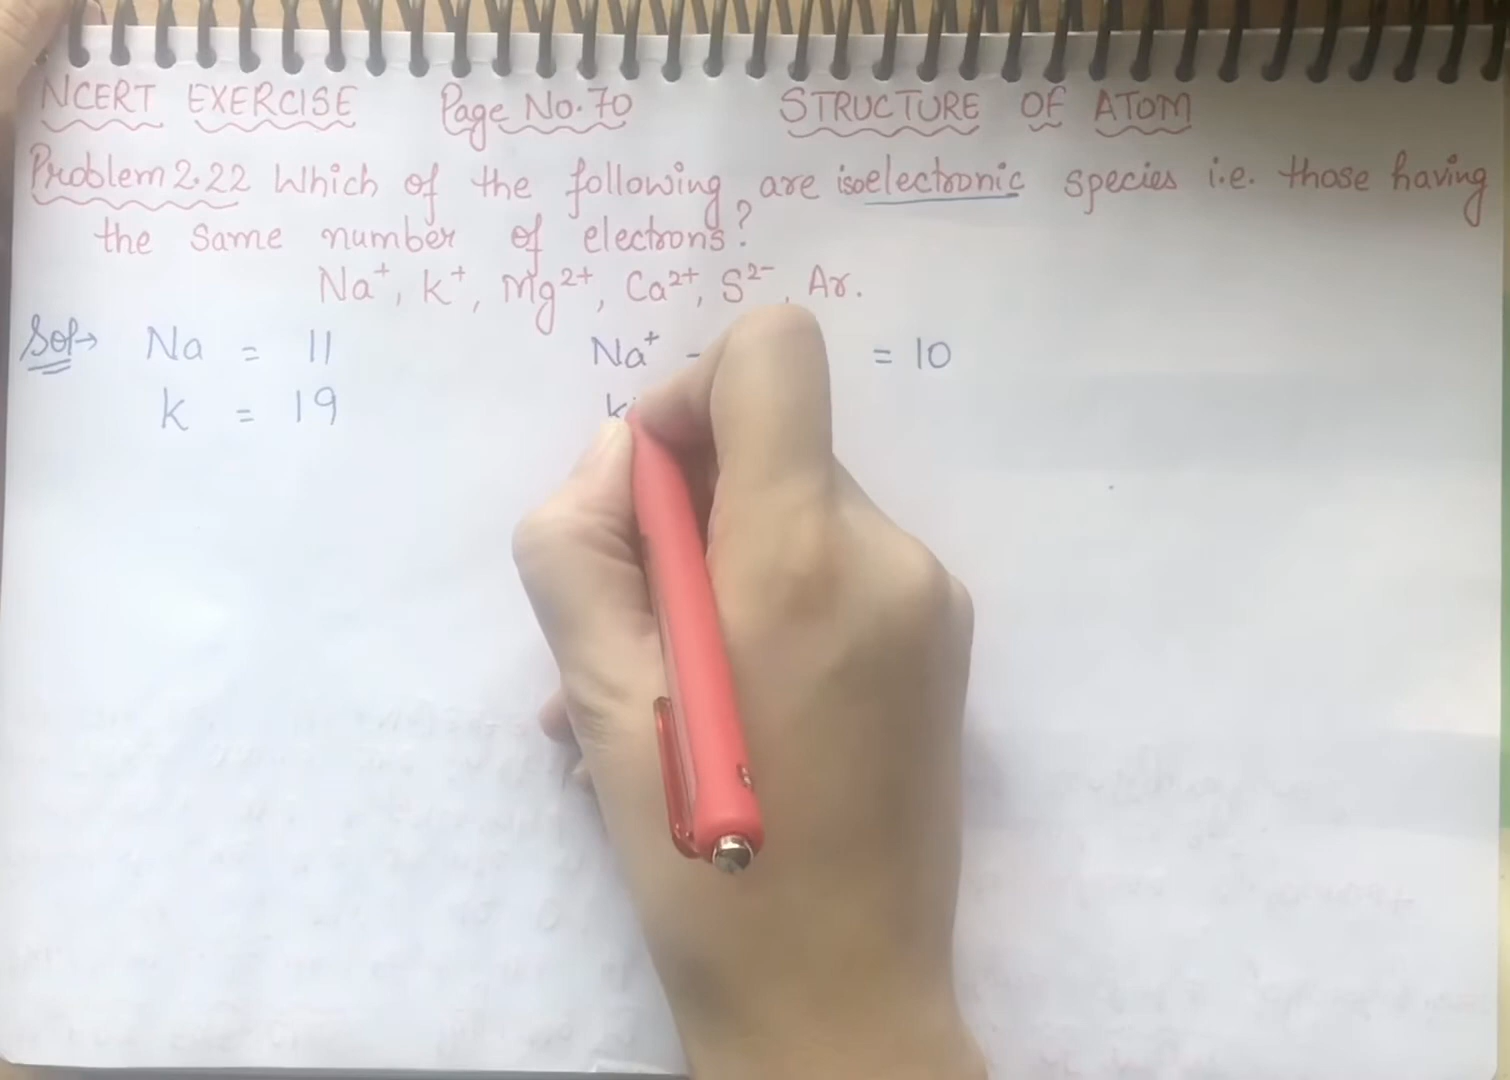 NCERT EXERCISE Page No. 70 STRUCTURE OF ATOM
Problem 2.22 Which of the following are isoelectronic species i.e. those having
the same number of electrons?
Na⁺, K⁺, Mg²⁺, Ca²⁺, S²⁻, Ar.
Sol→ Na = 11 Na⁺ = 10
K = 19 K